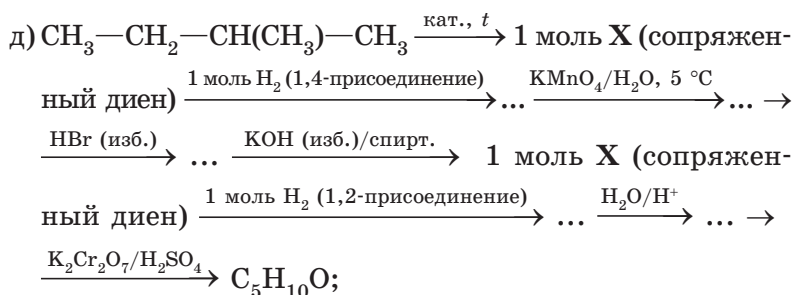 д) CH₃—CH₂—CH(CH₃)—CH₃ —кат., t→ 1 моль X (сопряжен-
ный диен) —1 моль H₂ (1,4-присоединение)→ ... —KMnO₄/H₂O, 5 °C→ ... →
—HBr (изб.)→ ... —KOH (изб.)/спирт.→ 1 моль X (сопряжен-
ный диен) —1 моль H₂ (1,2-присоединение)→ ... —H₂O/H⁺→ ... →
—K₂Cr₂O₇/H₂SO₄→ C₅H₁₀O;